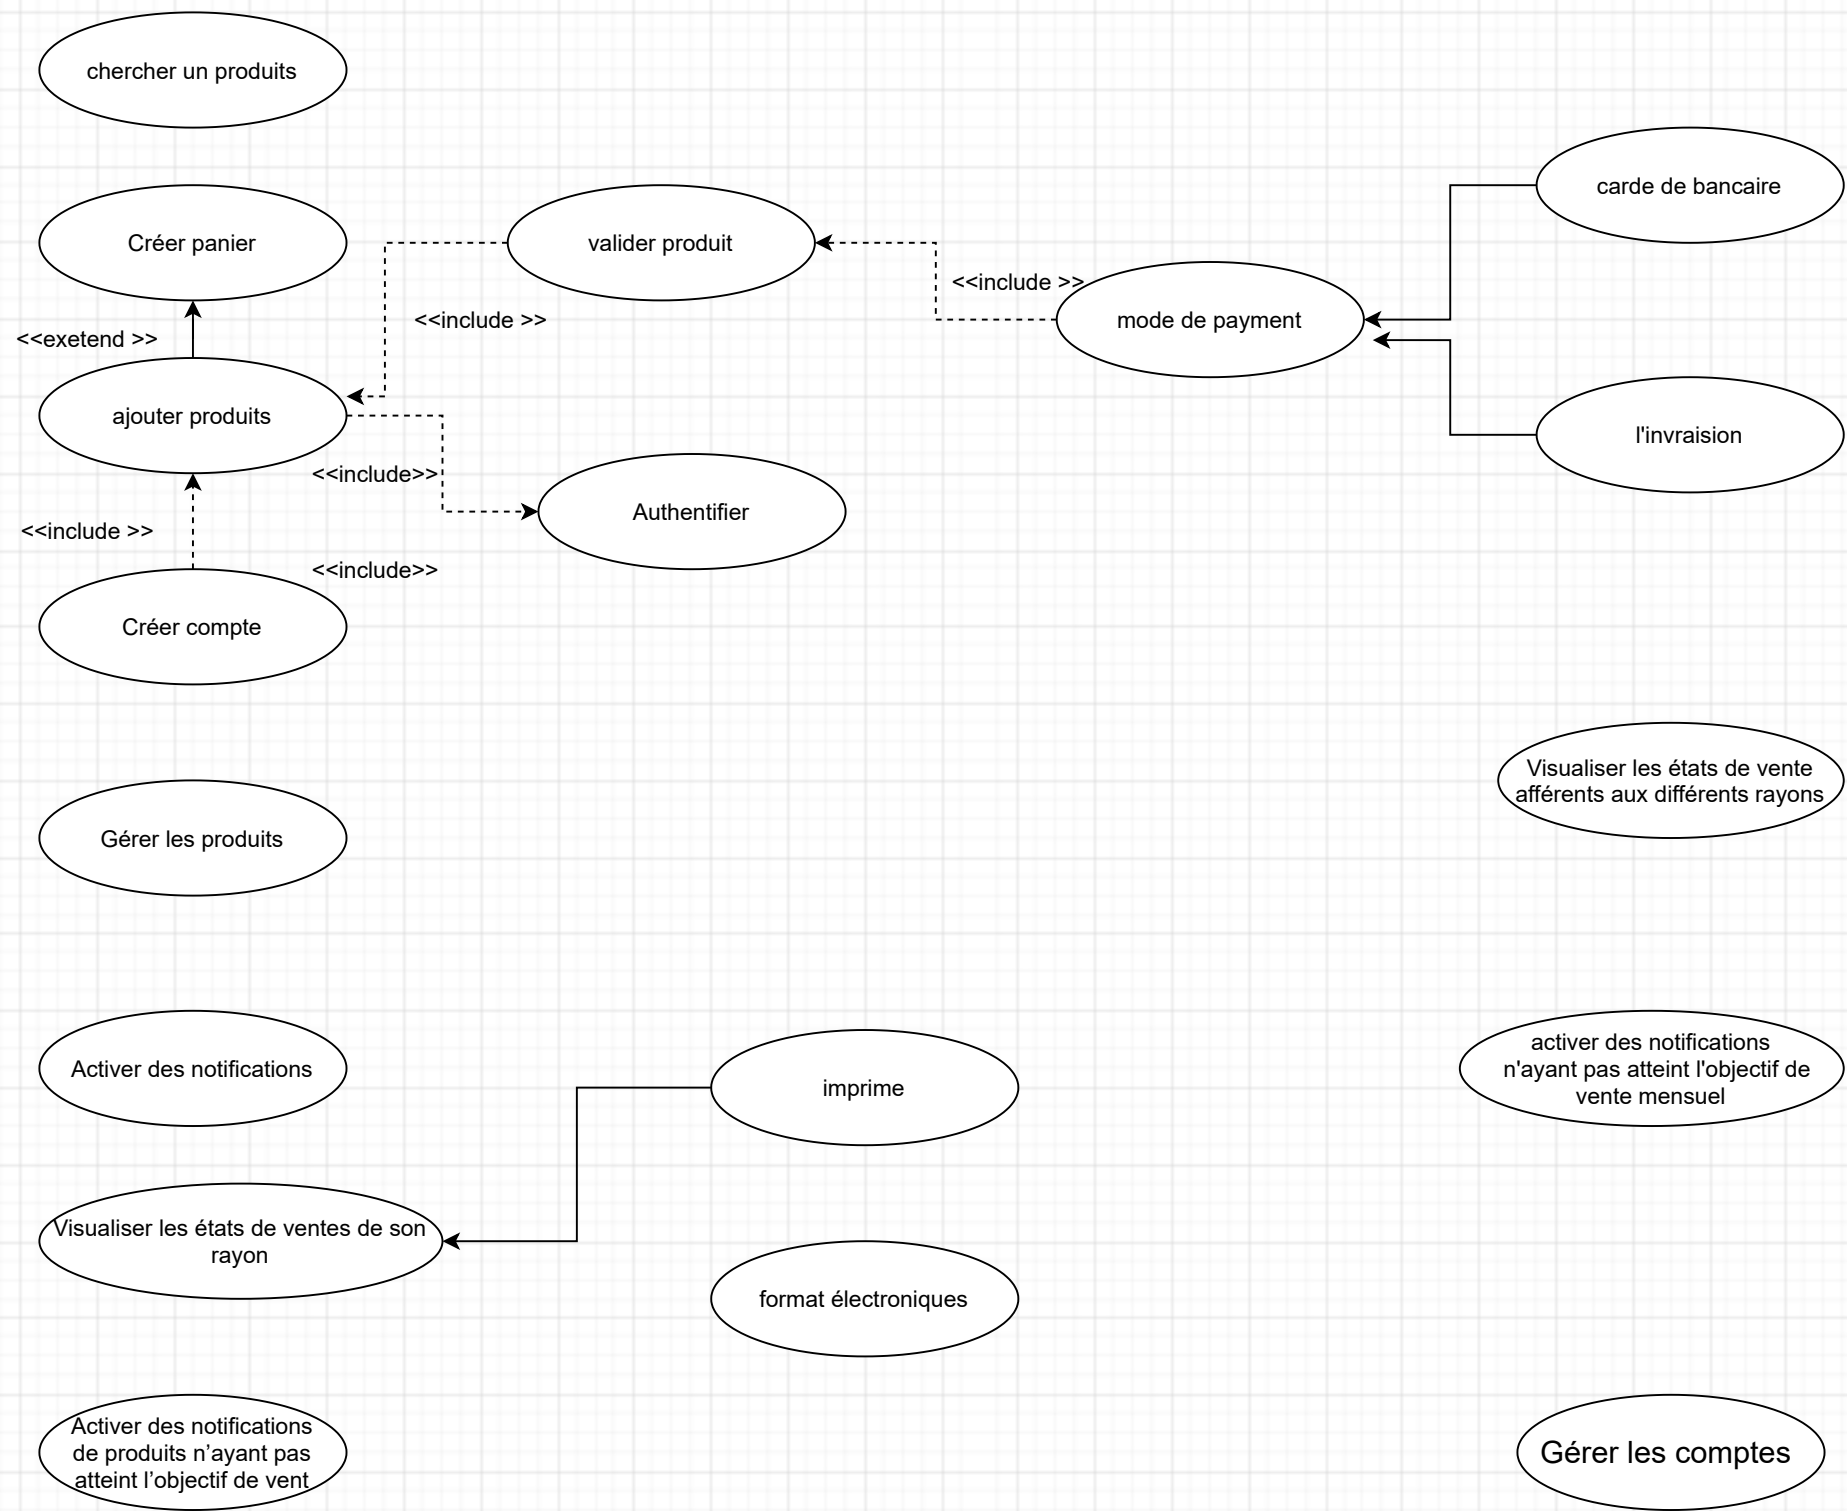 chercher un produits
carde de bancaire
Créer panier
valider produit
<<include >>
mode de payment
<<include >>
<<exetend >>
ajouter produits
l'invraision
<<include>>
Authentifier
<<include >>
<<include>>
Créer compte
Visualiser les états de vente
afférents aux différents rayons
Gérer les produits
activer des notifications
n'ayant pas atteint l'objectif de
vente mensuel
Activer des notifications
imprime
Visualiser les états de ventes de son
rayon
format électroniques
Activer des notifications
de produits n’ayant pas
atteint l’objectif de vent
Gérer les comptes